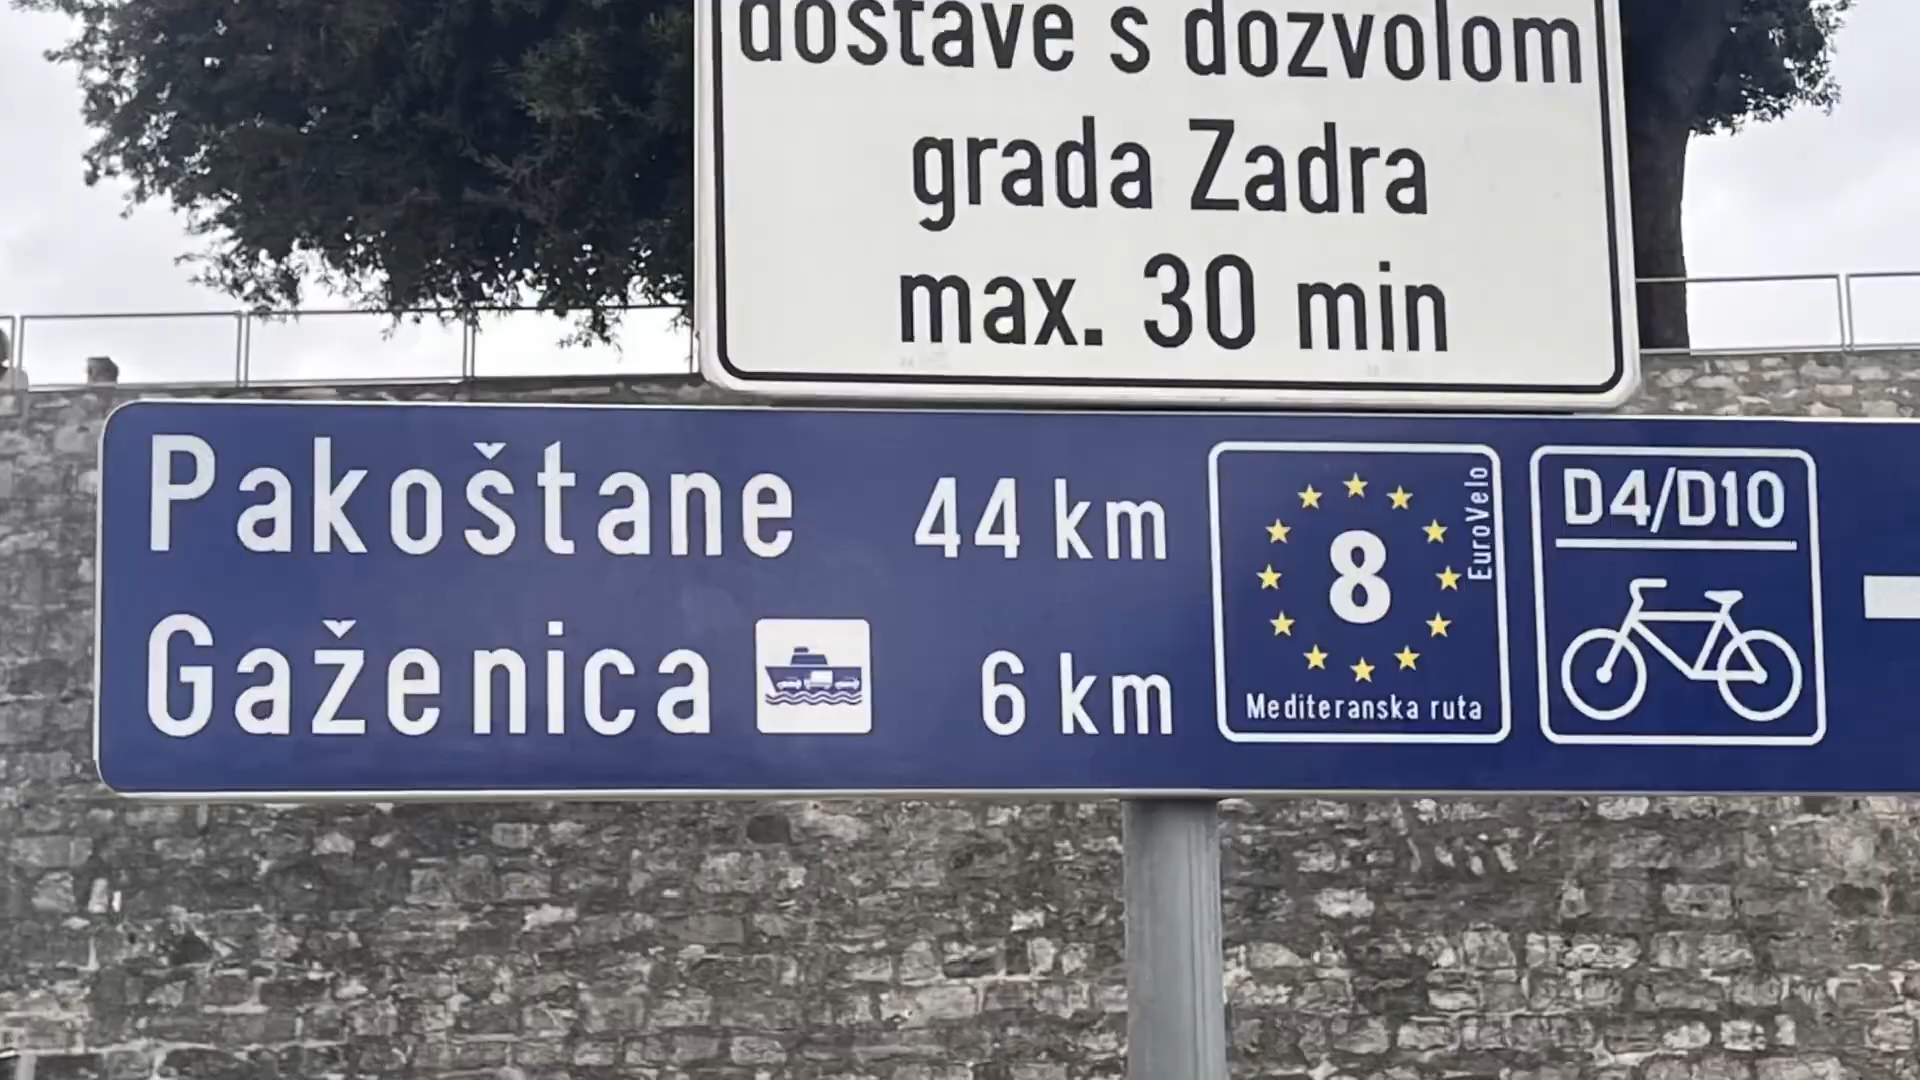 dostave s dozvolom
grada Zadra
max. 30 min
Pakoštane 44 km
Gaženica 6 km
8
EuroVelo
Mediteranska ruta
D4/D10